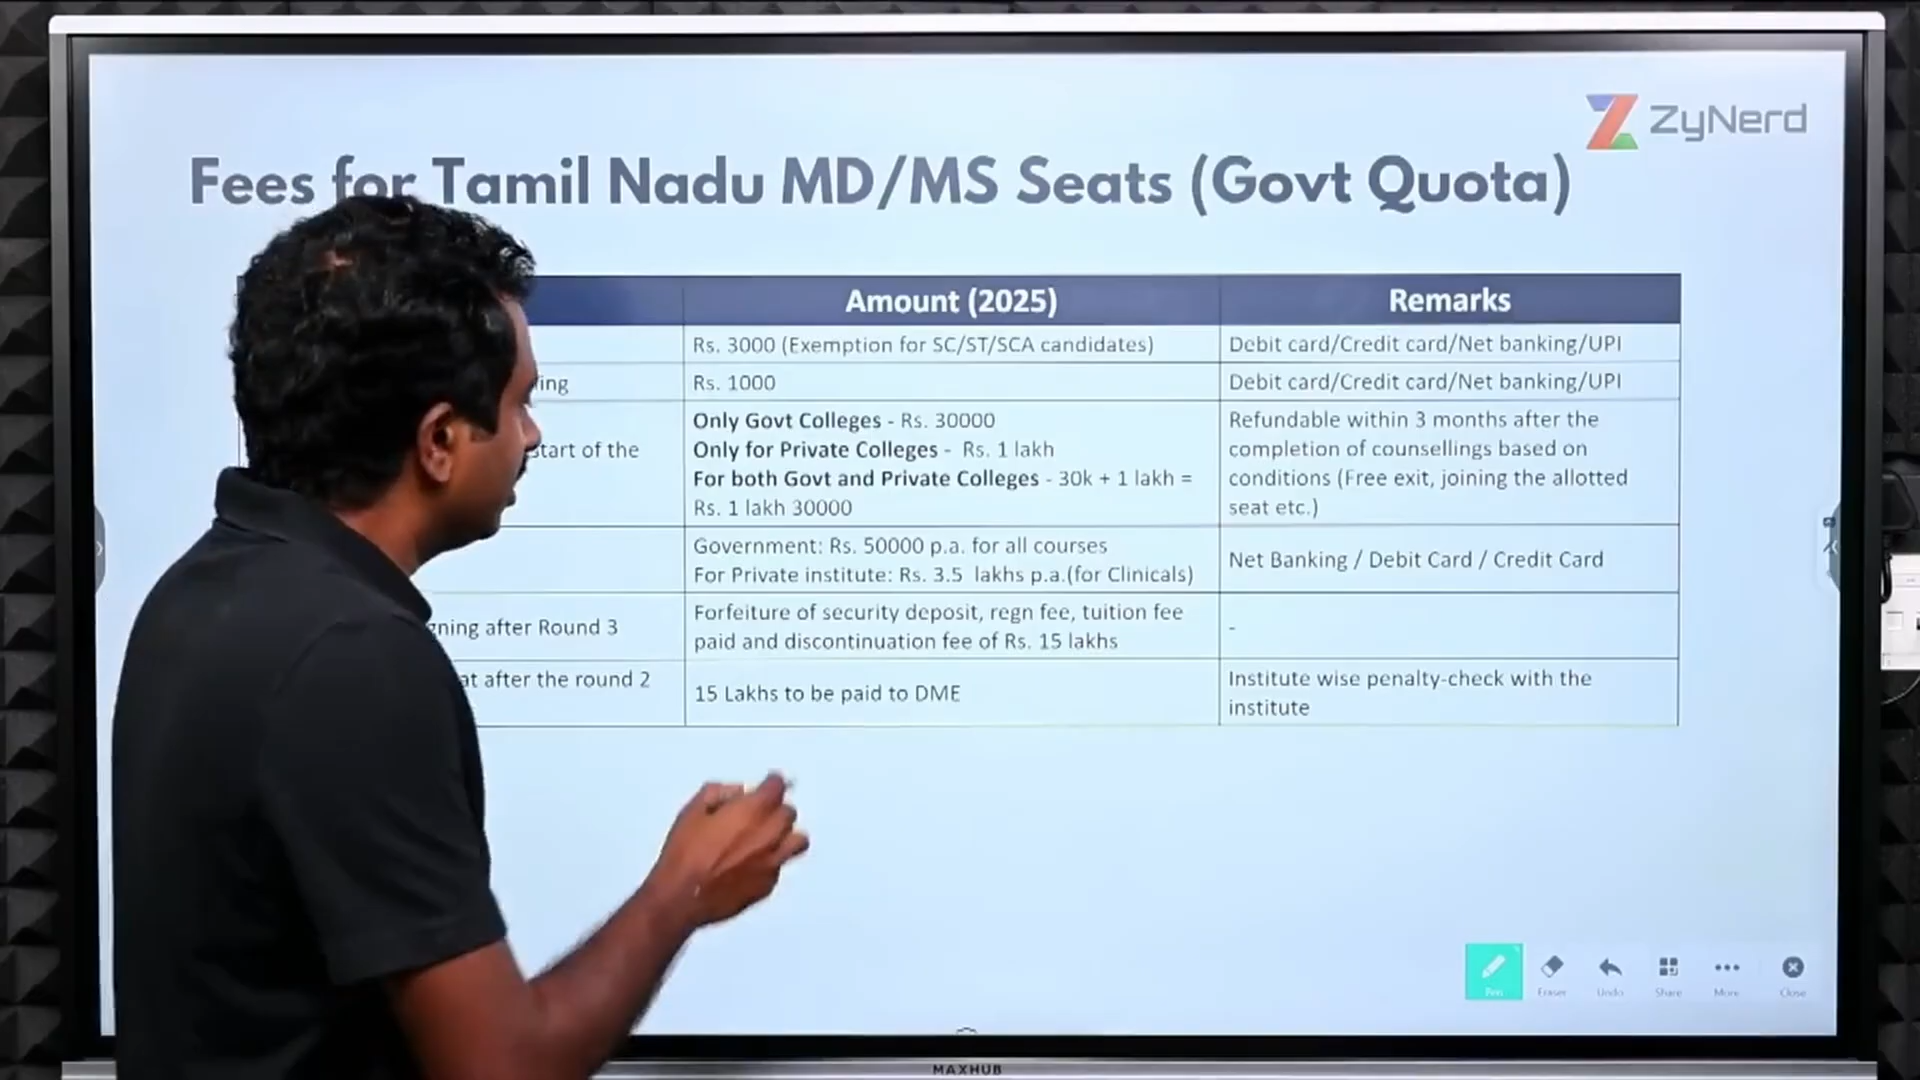 ZyNerd
Fees for Tamil Nadu MD/MS Seats (Govt Quota)
Amount (2025)
Remarks
Rs. 3000 (Exemption for SC/ST/SCA candidates)
Debit card/Credit card/Net banking/UPI
Rs. 1000
Debit card/Credit card/Net banking/UPI
start of the
Only Govt Colleges - Rs. 30000
Only for Private Colleges - Rs. 1 lakh
For both Govt and Private Colleges - 30k + 1 lakh =
Rs. 1 lakh 30000
Refundable within 3 months after the
completion of counsellings based on
conditions (Free exit, joining the allotted
seat etc.)
Government: Rs. 50000 p.a. for all courses
For Private institute: Rs. 3.5 lakhs p.a.(for Clinicals)
Net Banking / Debit Card / Credit Card
after Round 3
Forfeiture of security deposit, regn fee, tuition fee
paid and discontinuation fee of Rs. 15 lakhs
-
after the round 2
15 Lakhs to be paid to DME
Institute wise penalty-check with the
institute
Pen
Eraser
Undo
Share
More
Close
MAXHUB